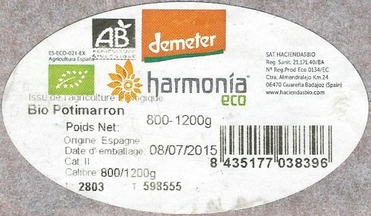 AB
AGRICULTURE
BIOLOGIQUE
demeter
ES-ECO-021-EX
Agricultura España
harmonía
eco
SAT HACIENDASBIO
Reg. Sanit. 21.171.40/BA
Nº Reg.Prod Eco 0134/EC
Ctra. Almendralejo Km 24
06470 Guareña Badajoz (Spain)
www.haciendasbio.com
Issu de l'agriculture biologique
Bio Potimarron
Poids Net: 800-1200g
Origine Espagne
Date d'emballage 08/07/2015
Cat II
Calibre 800/1200g
2803 T 598555
8 435177 038396